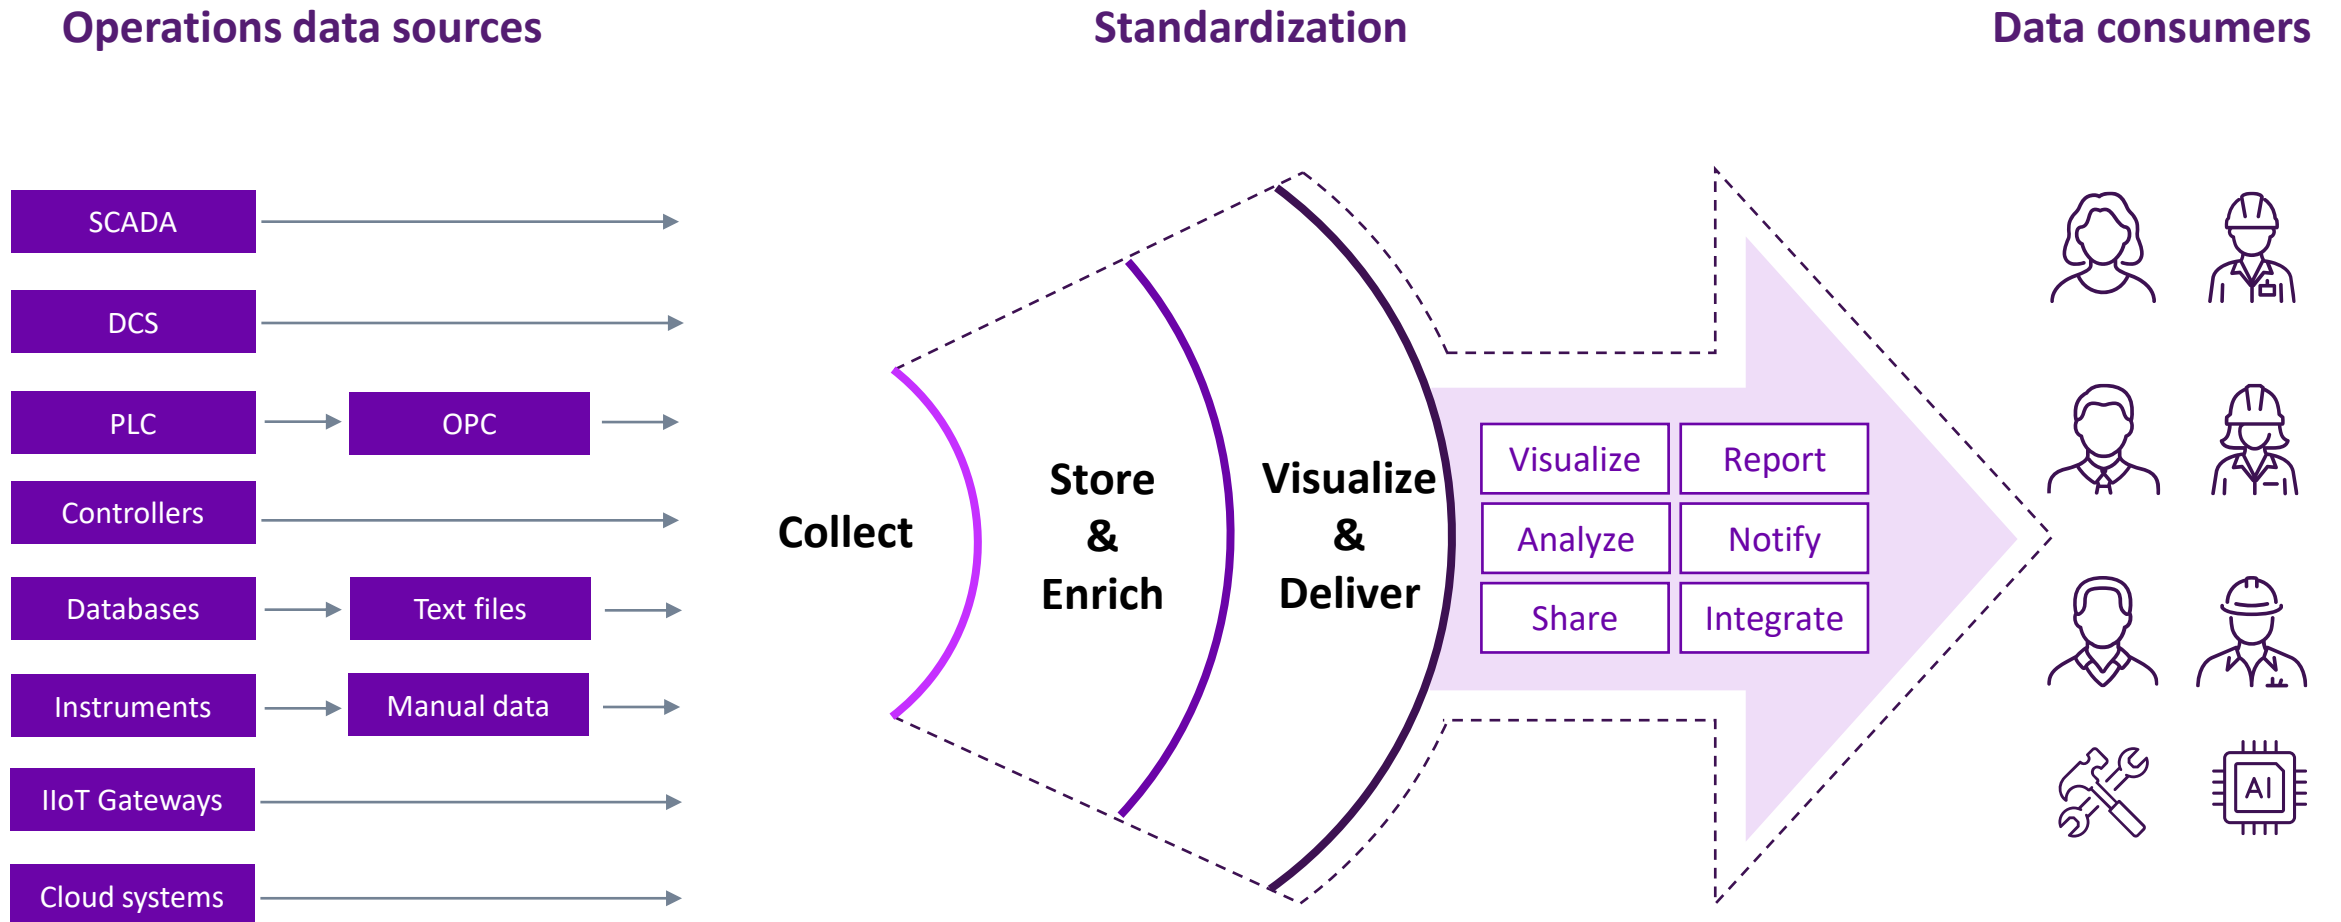 Operations data sources
Standardization
Data consumers
SCADA
DCS
PLC
OPC
Controllers
Databases
Text files
Instruments
Manual data
IIoT Gateways
Cloud systems
Collect
Store
&
Enrich
Visualize
&
Deliver
Visualize
Report
Analyze
Notify
Share
Integrate
AI